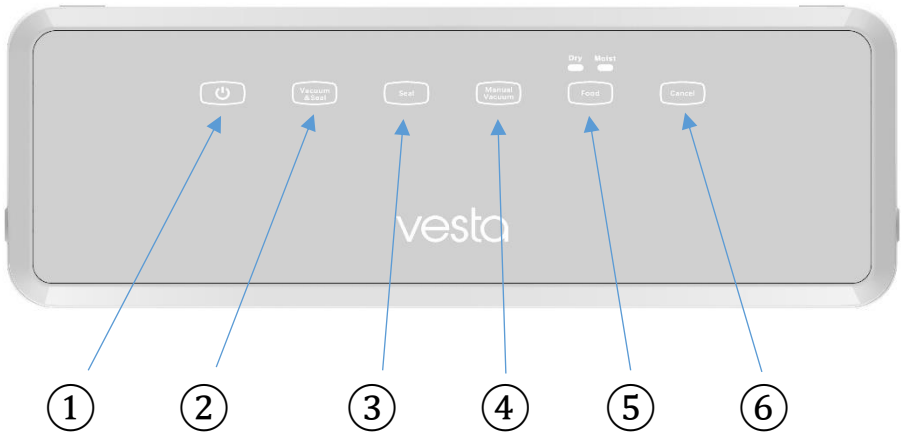 Dry Moist
Vacuum
&Seal
Seal
Manual
Vacuum
Food
Cancel
vesta
1 2 3 4 5 6